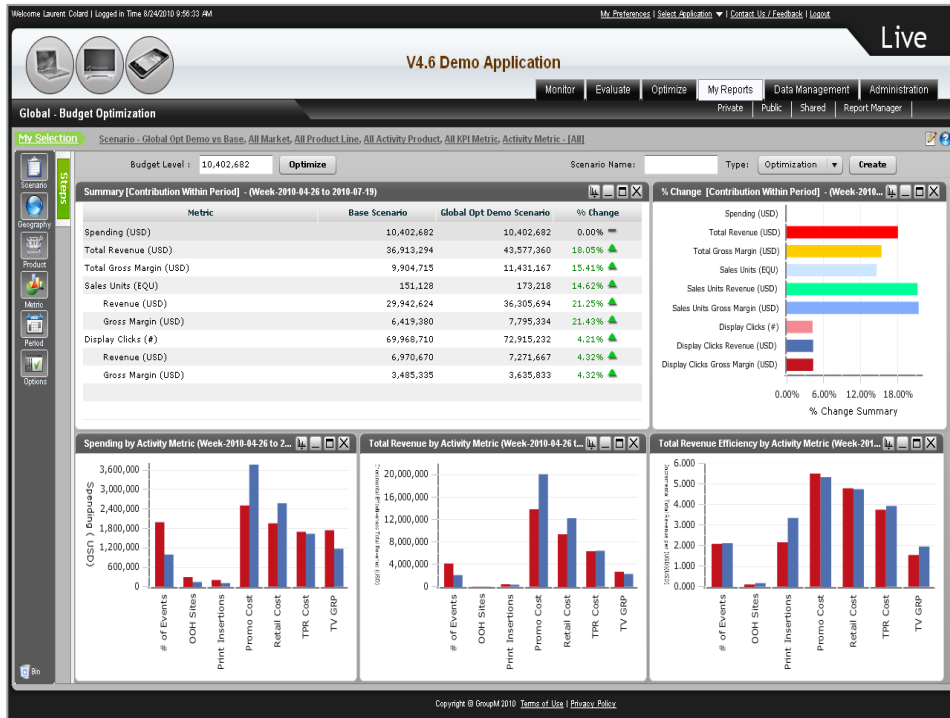 Welcome Laurent Colard | Logged in Time 8/24/2010 9:56:33 AM
My Preferences | Select Application ▼ | Contact Us / Feedback | Logout
Live
V4.6 Demo Application
Monitor Evaluate Optimize My Reports Data Management Administration
Private Public Shared Report Manager
Global - Budget Optimization
My Selection
Scenario - Global Opt Demo vs Base, All Market, All Product Line, All Activity Product, All KPI Metric, Activity Metric - [All]
Scenario
Geography
Product
Metric
Period
Options
Bin
Steps
Budget Level : 10,402,682 Optimize Scenario Name: Type: Optimization Create
Summary [Contribution Within Period] - (Week-2010-04-26 to 2010-07-19)
Metric Base Scenario Global Opt Demo Scenario % Change
Spending (USD) 10,402,682 10,402,682 0.00%
Total Revenue (USD) 36,913,294 43,577,360 18.05%
Total Gross Margin (USD) 9,904,715 11,431,167 15.41%
Sales Units (EQU) 151,128 173,218 14.62%
Revenue (USD) 29,942,624 36,305,694 21.25%
Gross Margin (USD) 6,419,380 7,795,334 21.43%
Display Clicks (#) 69,968,710 72,915,232 4.21%
Revenue (USD) 6,970,670 7,271,667 4.32%
Gross Margin (USD) 3,485,335 3,635,833 4.32%
% Change [Contribution Within Period] - (Week-2010...
Spending (USD)
Total Revenue (USD)
Total Gross Margin (USD)
Sales Units (EQU)
Sales Units Revenue (USD)
Sales Units Gross Margin (USD)
Display Clicks (#)
Display Clicks Revenue (USD)
Display Clicks Gross Margin (USD)
0.00% 6.00% 12.00% 18.00%
% Change Summary
Spending by Activity Metric (Week-2010-04-26 to 2...
Spending ( USD)
3,600,000
3,000,000
2,400,000
1,800,000
1,200,000
600,000
0
# of Events
OOH Sites
Print Insertions
Promo Cost
Retail Cost
TPR Cost
TV GRP
Total Revenue by Activity Metric (Week-2010-04-26 t...
20,000,000
16,000,000
12,000,000
8,000,000
4,000,000
0
# of Events
OOH Sites
Print Insertions
Promo Cost
Retail Cost
TPR Cost
TV GRP
Total Revenue Efficiency by Activity Metric (Week-201...
6.000
5.000
4.000
3.000
2.000
1.000
0.000
# of Events
OOH Sites
Print Insertions
Promo Cost
Retail Cost
TPR Cost
TV GRP
Copyright © GroupM 2010 Terms of Use | Privacy Policy